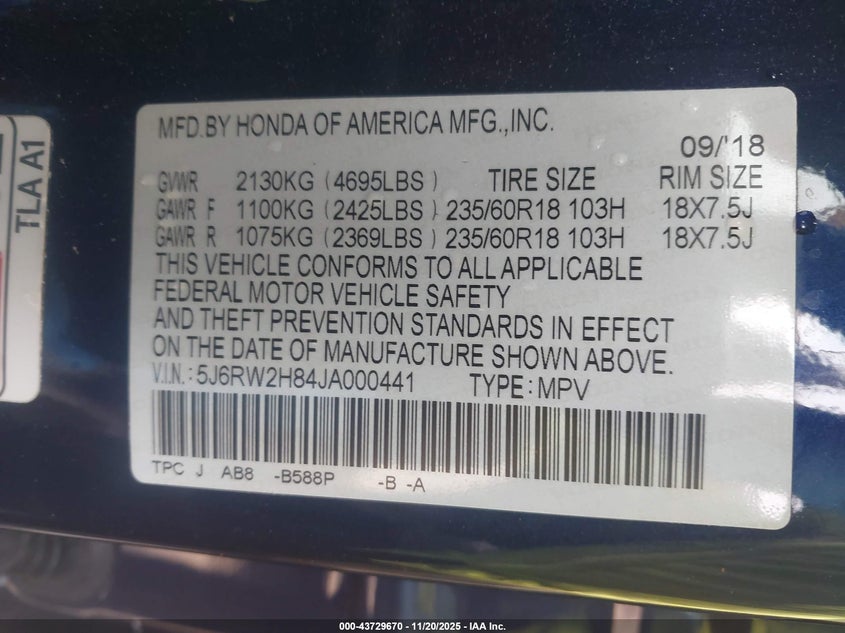 TLA A1
MFD.BY HONDA OF AMERICA MFG.,INC.
09/'18
GVWR 2130KG (4695LBS) TIRE SIZE RIM SIZE
GAWR F 1100KG (2425LBS) 235/60R18 103H 18X7.5J
GAWR R 1075KG (2369LBS) 235/60R18 103H 18X7.5J
THIS VEHICLE CONFORMS TO ALL APPLICABLE
FEDERAL MOTOR VEHICLE SAFETY
AND THEFT PREVENTION STANDARDS IN EFFECT
ON THE DATE OF MANUFACTURE SHOWN ABOVE.
V.I.N.: 5J6RW2H84JA000441 TYPE: MPV
TPC J AB8 -B588P -B -A
000-43729670 - 11/20/2025 - IAA Inc.